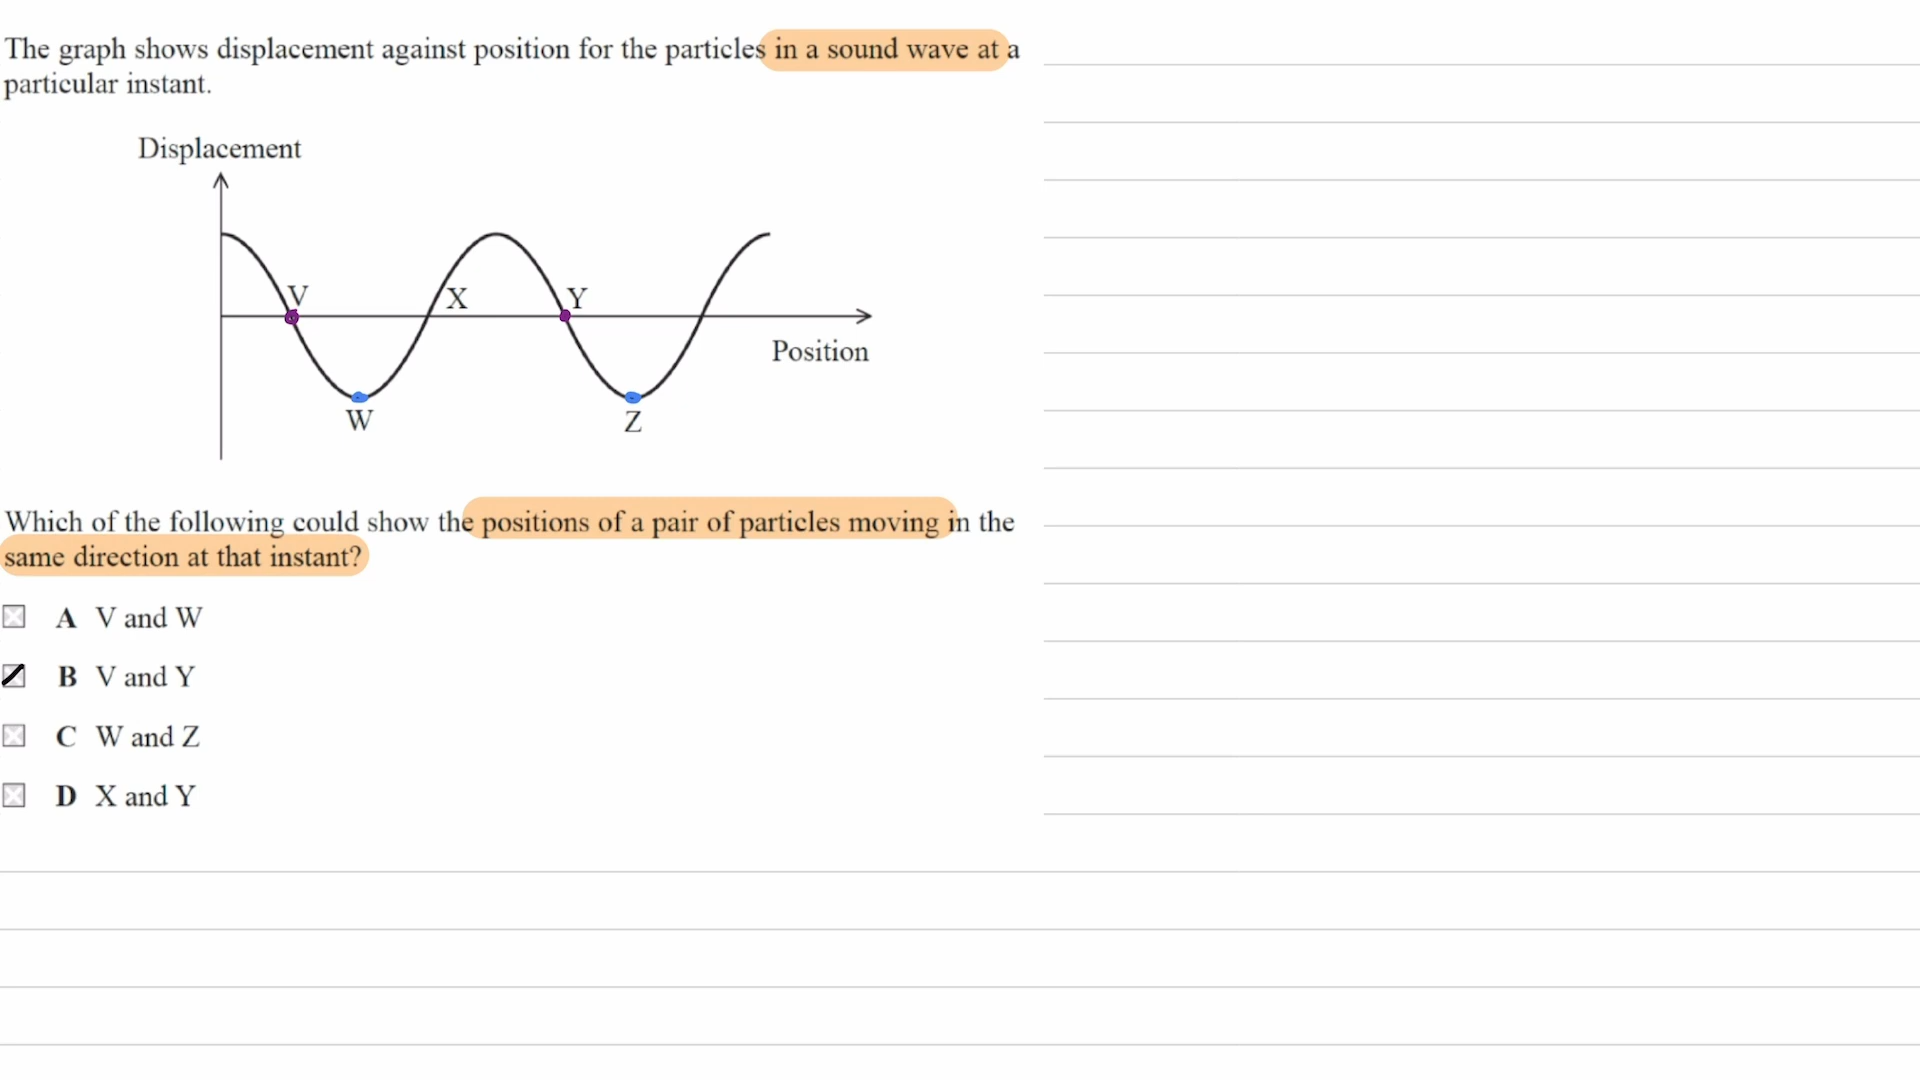 The graph shows displacement against position for the particles in a sound wave at a
particular instant.
Displacement
V
X
Y
Position
W
Z
Which of the following could show the positions of a pair of particles moving in the
same direction at that instant?
A V and W
B V and Y
C W and Z
D X and Y